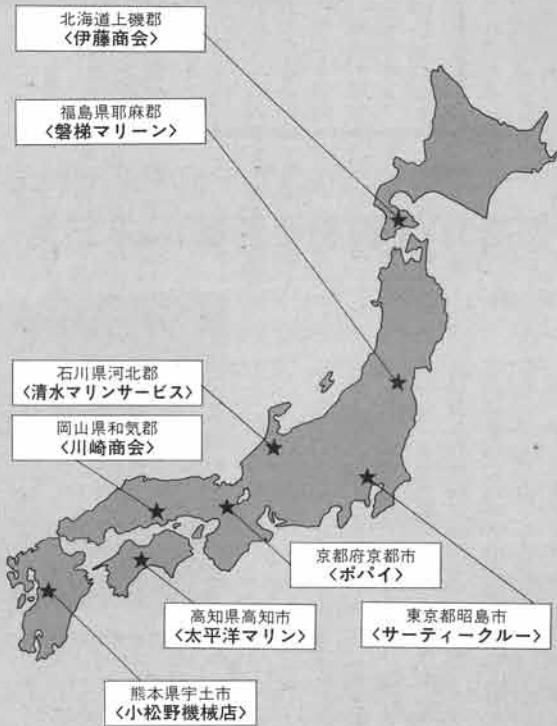 北海道上磯郡
〈伊藤商会〉
福島県耶麻郡
〈磐梯マリーン〉
石川県河北郡
〈清水マリンサービス〉
岡山県和気郡
〈川崎商会〉
京都府京都市
〈ポパイ〉
高知県高知市
〈太平洋マリン〉
東京都昭島市
〈サーティークルー〉
熊本県宇土市
〈小松野機械店〉